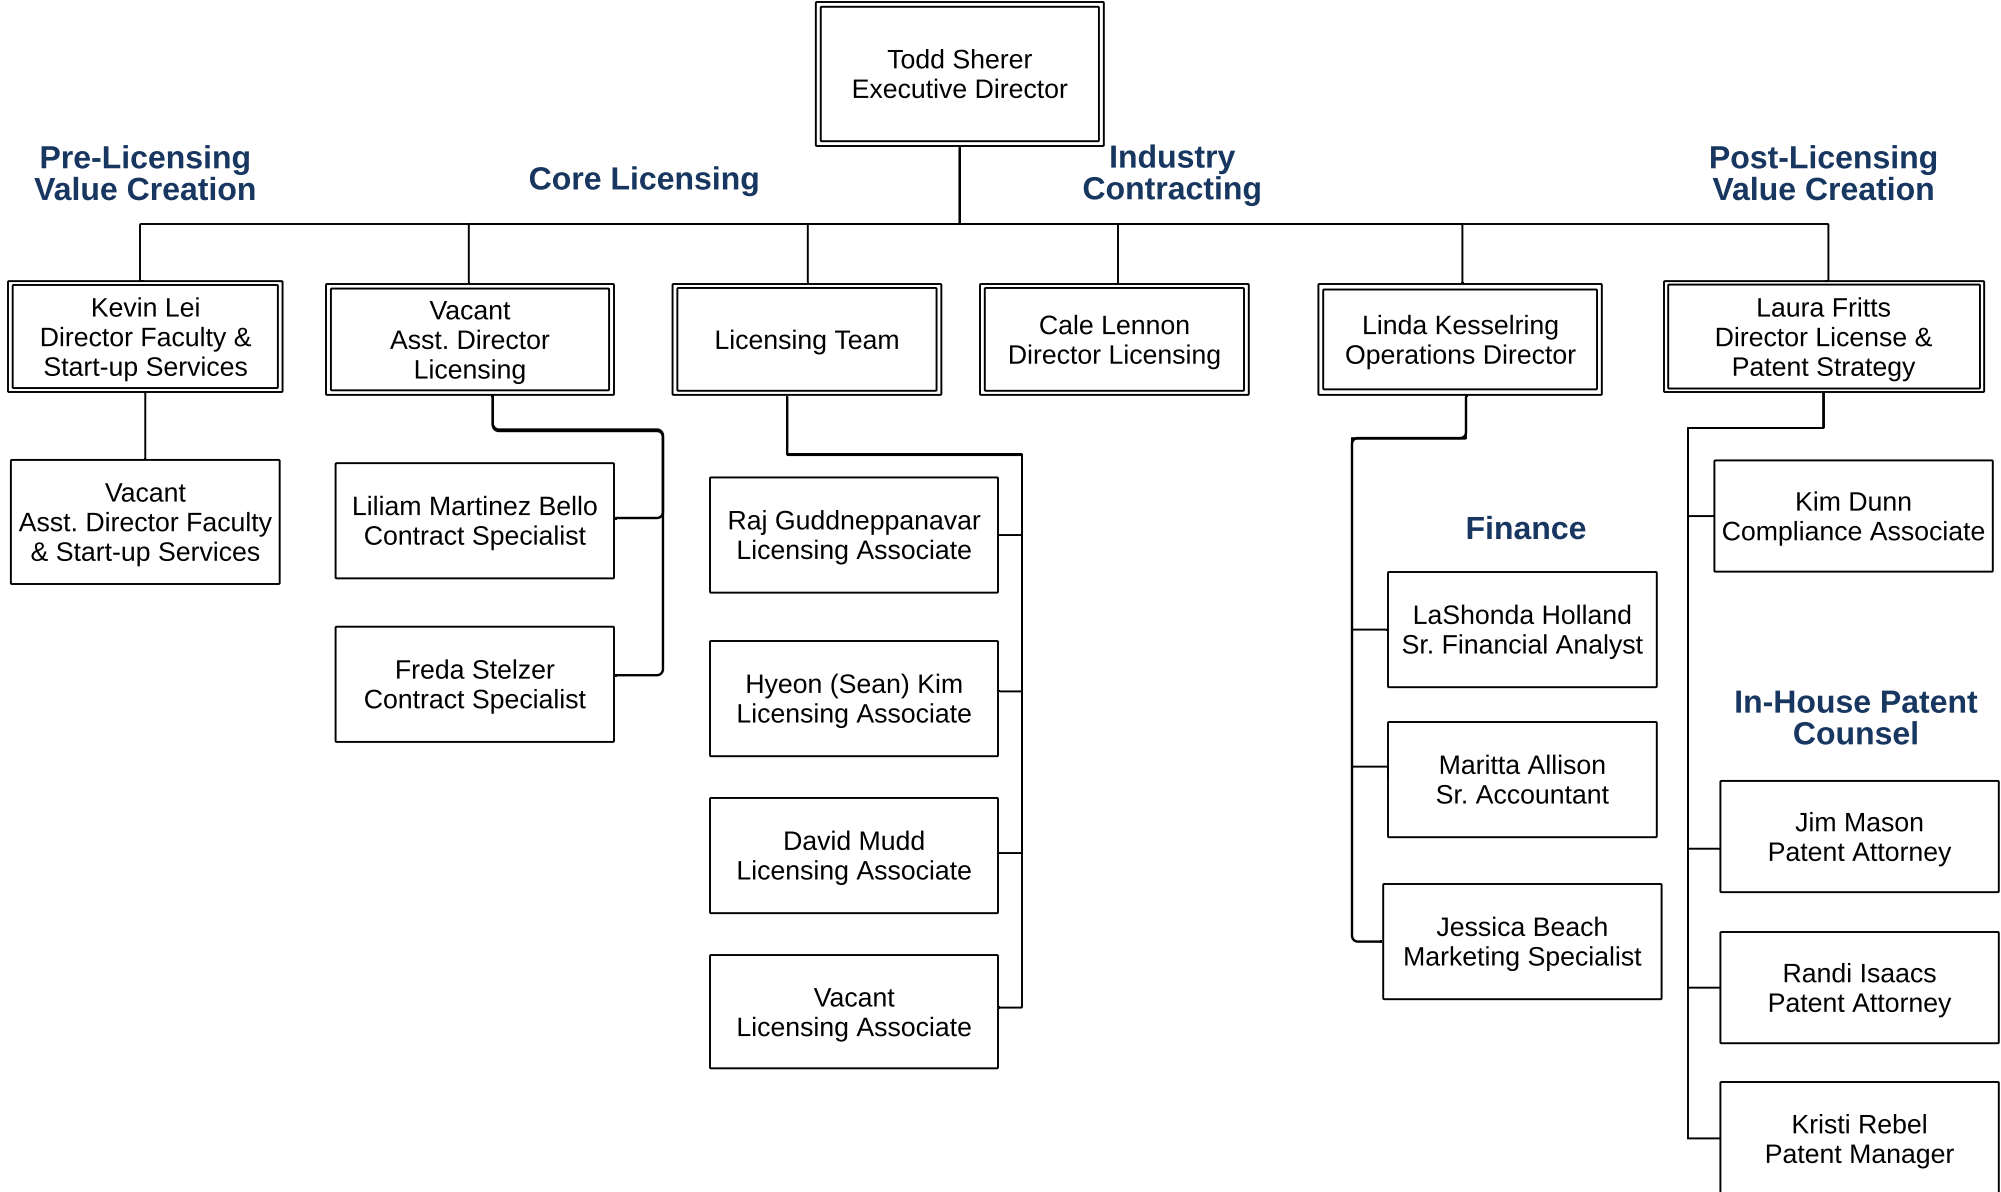 Todd Sherer
Executive Director
Pre-Licensing
Value Creation
Core Licensing
Industry
Contracting
Post-Licensing
Value Creation
Kevin Lei
Director Faculty &
Start-up Services
Vacant
Asst. Director
Licensing
Licensing Team
Cale Lennon
Director Licensing
Linda Kesselring
Operations Director
Laura Fritts
Director License &
Patent Strategy
Vacant
Asst. Director Faculty
& Start-up Services
Liliam Martinez Bello
Contract Specialist
Freda Stelzer
Contract Specialist
Raj Guddneppanavar
Licensing Associate
Hyeon (Sean) Kim
Licensing Associate
David Mudd
Licensing Associate
Vacant
Licensing Associate
Finance
LaShonda Holland
Sr. Financial Analyst
Maritta Allison
Sr. Accountant
Jessica Beach
Marketing Specialist
Kim Dunn
Compliance Associate
In-House Patent
Counsel
Jim Mason
Patent Attorney
Randi Isaacs
Patent Attorney
Kristi Rebel
Patent Manager